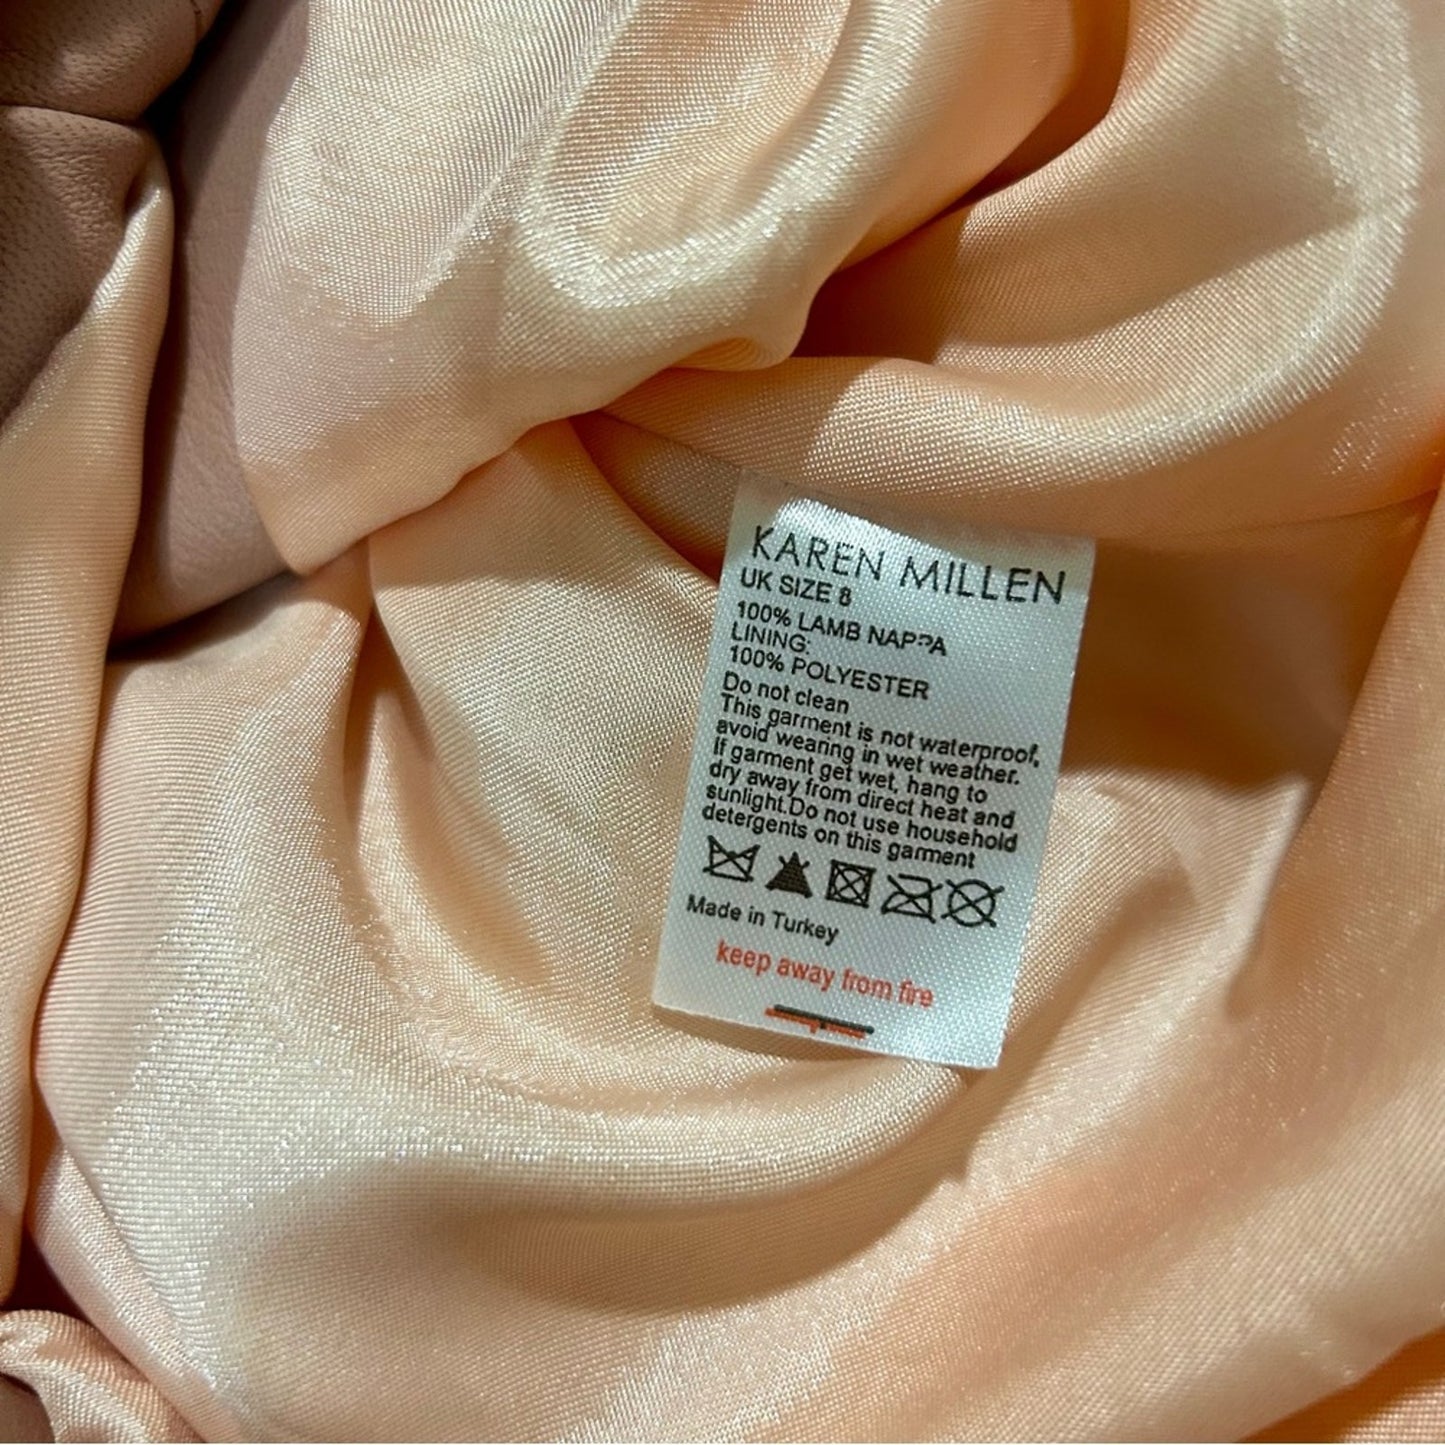 KAREN MILLEN
UK SIZE 8
100% LAMB NAPPA
LINING:
100% POLYESTER
Do not clean
This garment is not waterproof,
avoid wearing in wet weather.
If garment get wet, hang to
dry away from direct heat and
sunlight.Do not use household
detergents on this garment
Made in Turkey
keep away from fire